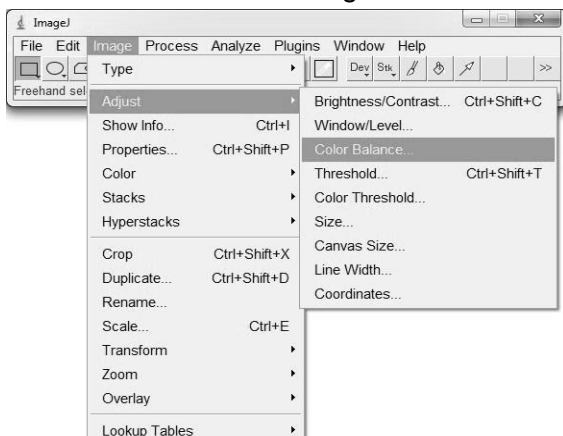 ImageJ
File Edit Image Process Analyze Plugins Window Help
Dev Stk >>
Freehand sel
Type
Adjust
Show Info... Ctrl+I
Properties... Ctrl+Shift+P
Color
Stacks
Hyperstacks
Crop Ctrl+Shift+X
Duplicate... Ctrl+Shift+D
Rename...
Scale... Ctrl+E
Transform
Zoom
Overlay
Lookup Tables
Brightness/Contrast... Ctrl+Shift+C
Window/Level...
Color Balance...
Threshold... Ctrl+Shift+T
Color Threshold...
Size...
Canvas Size...
Line Width...
Coordinates...